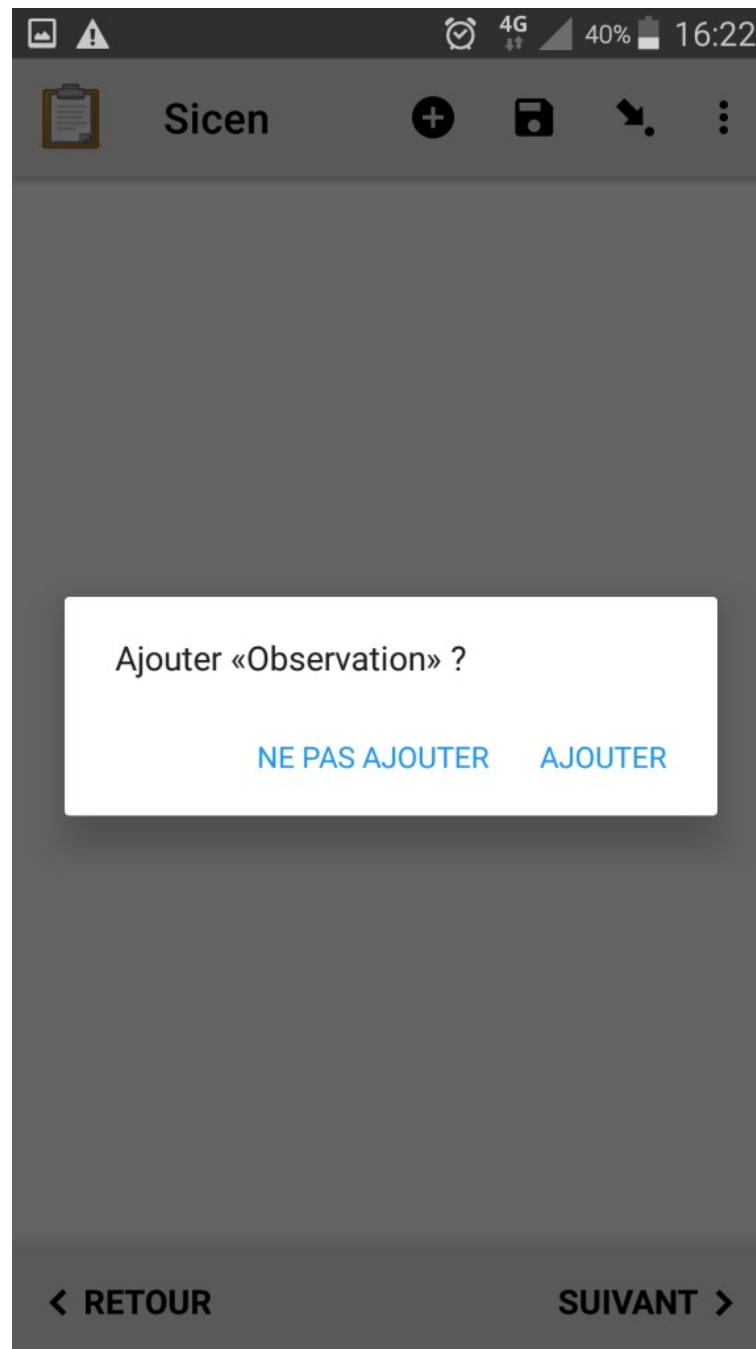 4G 40% 16:22
Sicen
Ajouter «Observation» ?
NE PAS AJOUTER AJOUTER
RETOUR SUIVANT